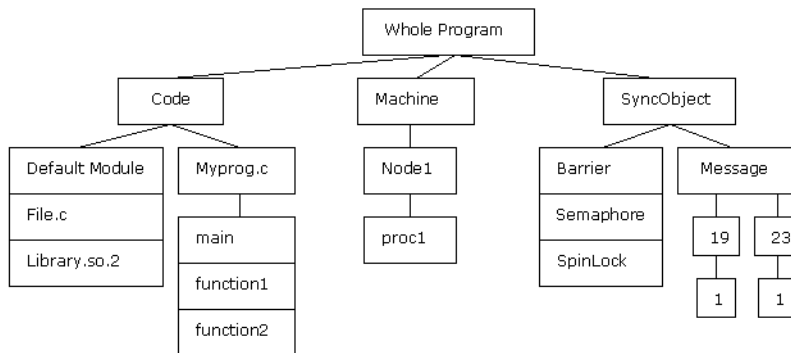 Whole Program
Code
Machine
SyncObject
Default Module
Myprog.c
Node1
Barrier
Message
File.c
main
proc1
Semaphore
19
23
Library.so.2
function1
SpinLock
1
1
function2